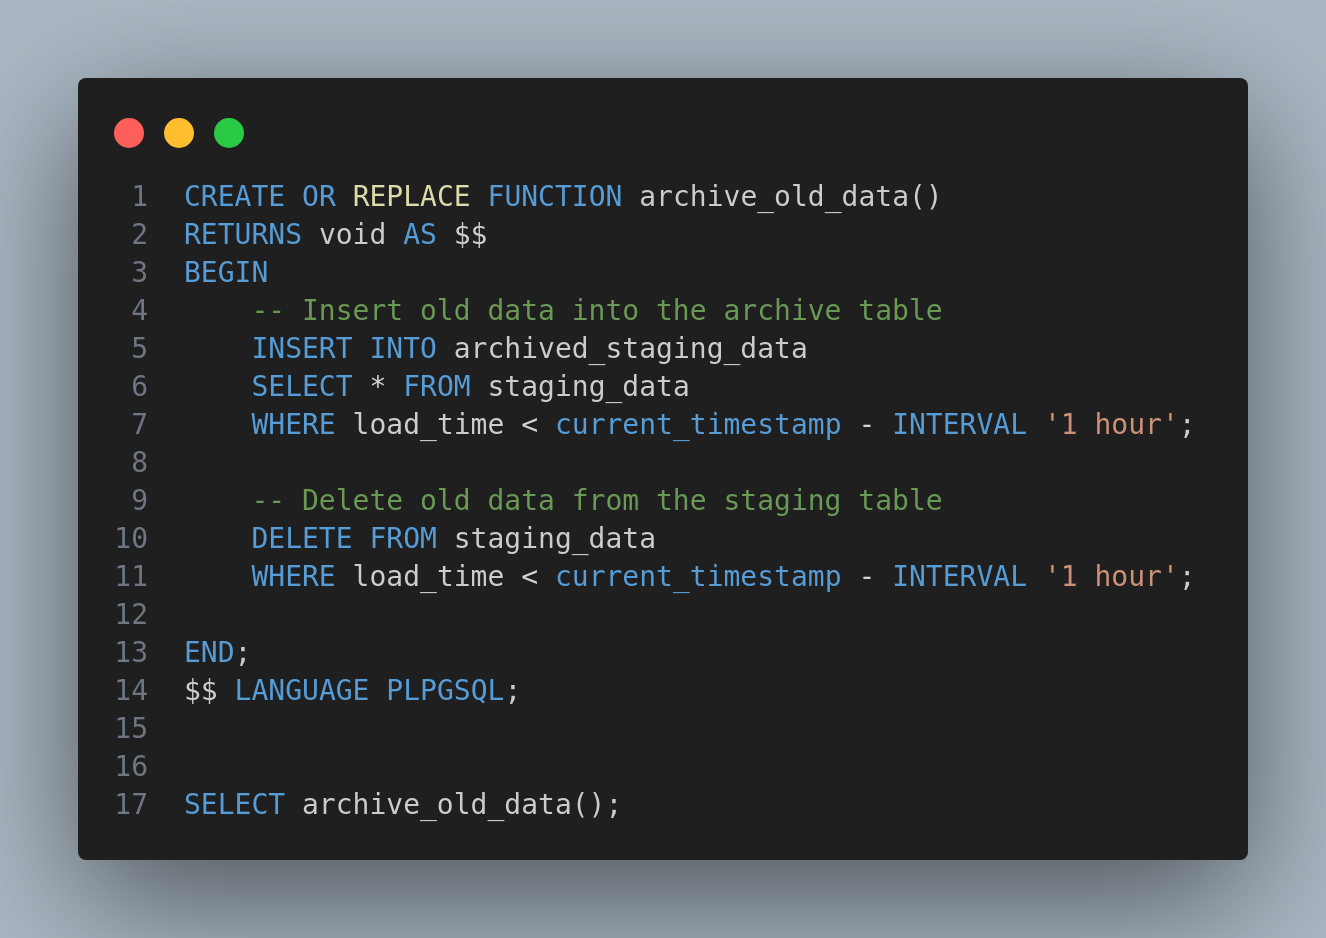 1 CREATE OR REPLACE FUNCTION archive_old_data()
2 RETURNS void AS $$
3 BEGIN
4     -- Insert old data into the archive table
5     INSERT INTO archived_staging_data
6     SELECT * FROM staging_data
7     WHERE load_time < current_timestamp - INTERVAL '1 hour';
8
9     -- Delete old data from the staging table
10     DELETE FROM staging_data
11     WHERE load_time < current_timestamp - INTERVAL '1 hour';
12
13 END;
14 $$ LANGUAGE PLPGSQL;
15
16
17 SELECT archive_old_data();